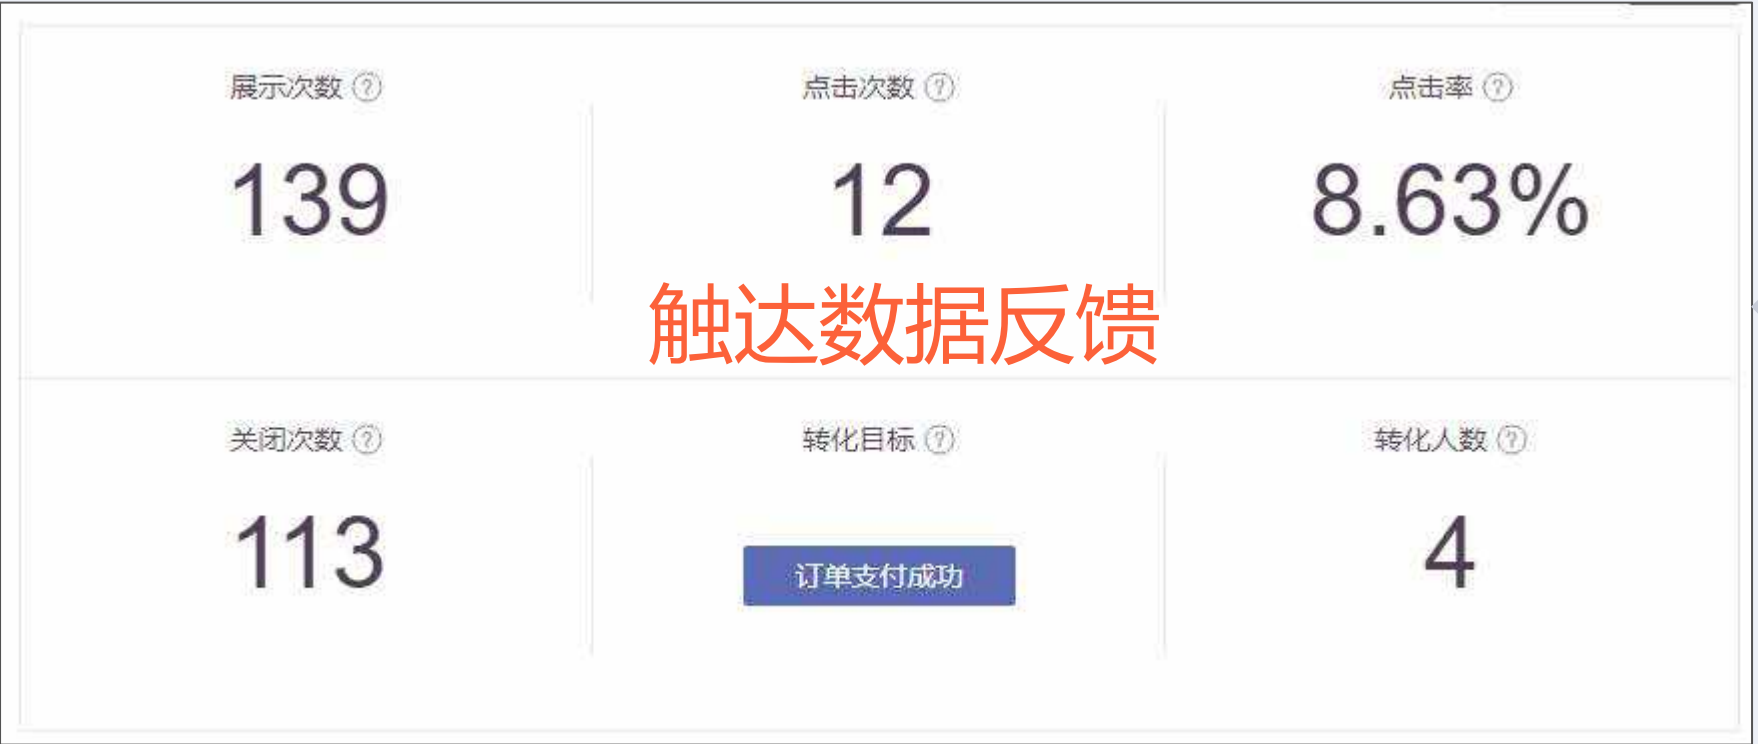 展示次数 ?
点击次数 ?
点击率 ?
139
12
8.63%
触达数据反馈
关闭次数 ?
转化目标 ?
转化人数 ?
113
订单支付成功
4